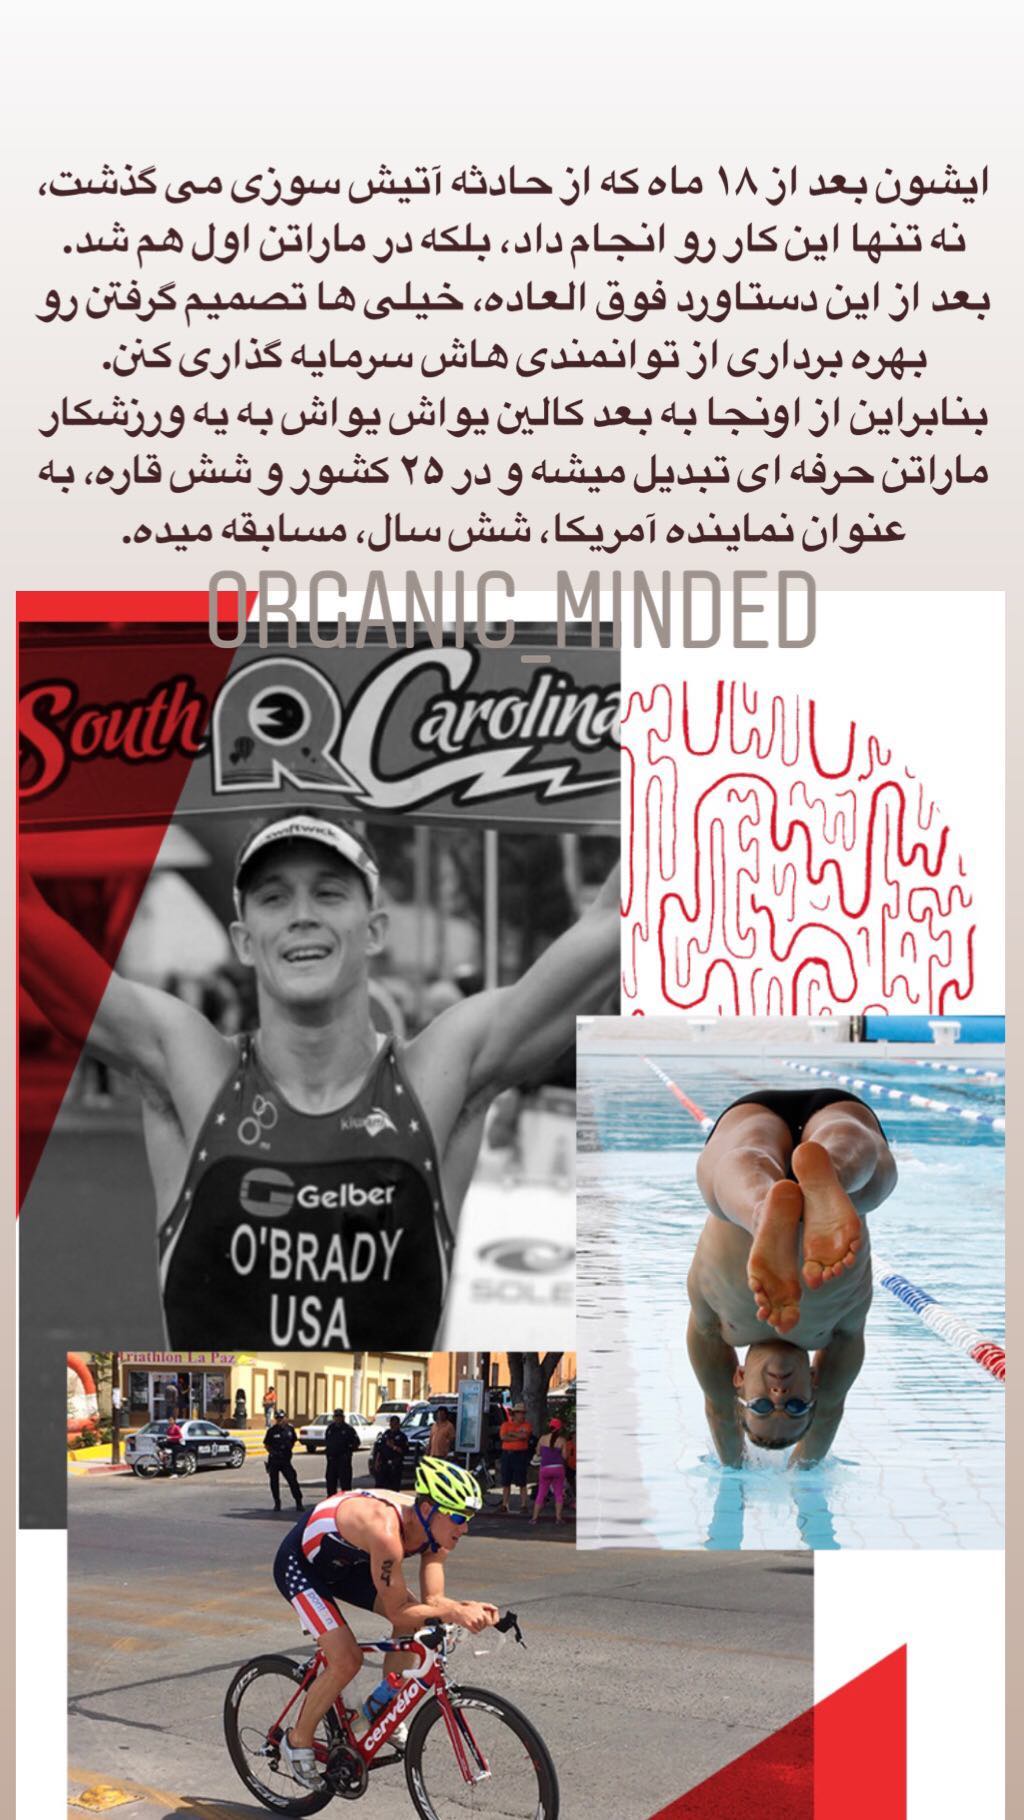 ایشون بعد از ۱۸ ماه که از حادثه آتیش سوزی می گذشت،
نه تنها این کار رو انجام داد، بلکه در ماراتن اول هم شد.
بعد از این دستاورد فوق العاده، خیلی ها تصمیم گرفتن رو
بهره برداری از توانمندی هاش سرمایه گذاری کنن.
بنابراین از اونجا به بعد کالین یواش یواش به یه ورزشکار
ماراتن حرفه ای تبدیل میشه و در ۲۵ کشور و شش قاره، به
عنوان نماینده آمریکا، شش سال، مسابقه میده.
ORGANIC_MINDED
South Carolina
swiftwick
Gelber
O'BRADY
USA
SOLE
Triathlon La Paz
cervélo